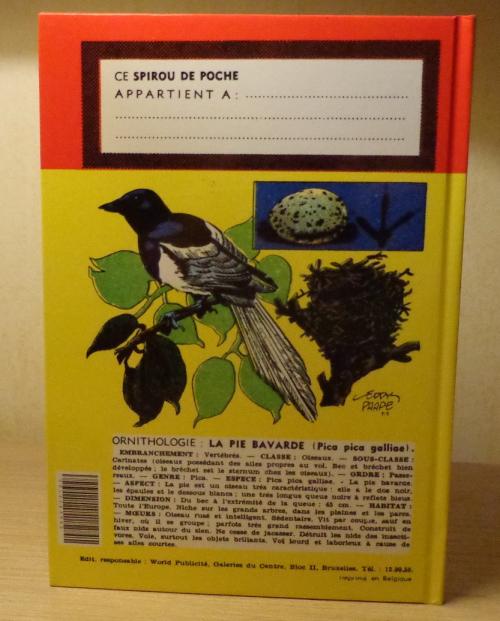 CE SPIROU DE POCHE
APPARTIENT A :
EDDY
PAAPE
ORNITHOLOGIE : LA PIE BAVARDE (Pica pica galliae).
EMBRANCHEMENT : Vertébrés. — CLASSE : Oiseaux. — SOUS-CLASSE :
Carinates (oiseaux possédant des ailes propres au vol. Bec et bréchet bien
développés ; le bréchet est le sternum chez les oiseaux). — ORDRE : Passe-
reaux. — GENRE : Pica. — ESPECE : Pica pica galliae. - La pie bavarde
— ASPECT : La pie est un oiseau très caractéristique : elle a le dos noir,
les épaules et le dessous blancs ; une très longue queue noire à reflets bleus
— DIMENSION : Du bec à l'extrémité de la queue : 45 cm. — HABITAT :
Toute l'Europe. Niche sur les grands arbres, dans les plaines et les parcs.
— MŒURS : Oiseau rusé et intelligent. Sédentaire. Vit par couple, sauf en
hiver, où il se groupe ; parfois très grand rassemblement. Construit de
faux nids autour du sien. Ne cesse de jacasser. Détruit les nids des insecti-
vores. Vole, surtout les objets brillants. Vol lourd et laborieux à cause de
ses ailes courtes.
Edit. responsable : World Publicité, Galeries du Centre, Bloc II, Bruxelles. Tél. :
Imprimé en Belgique